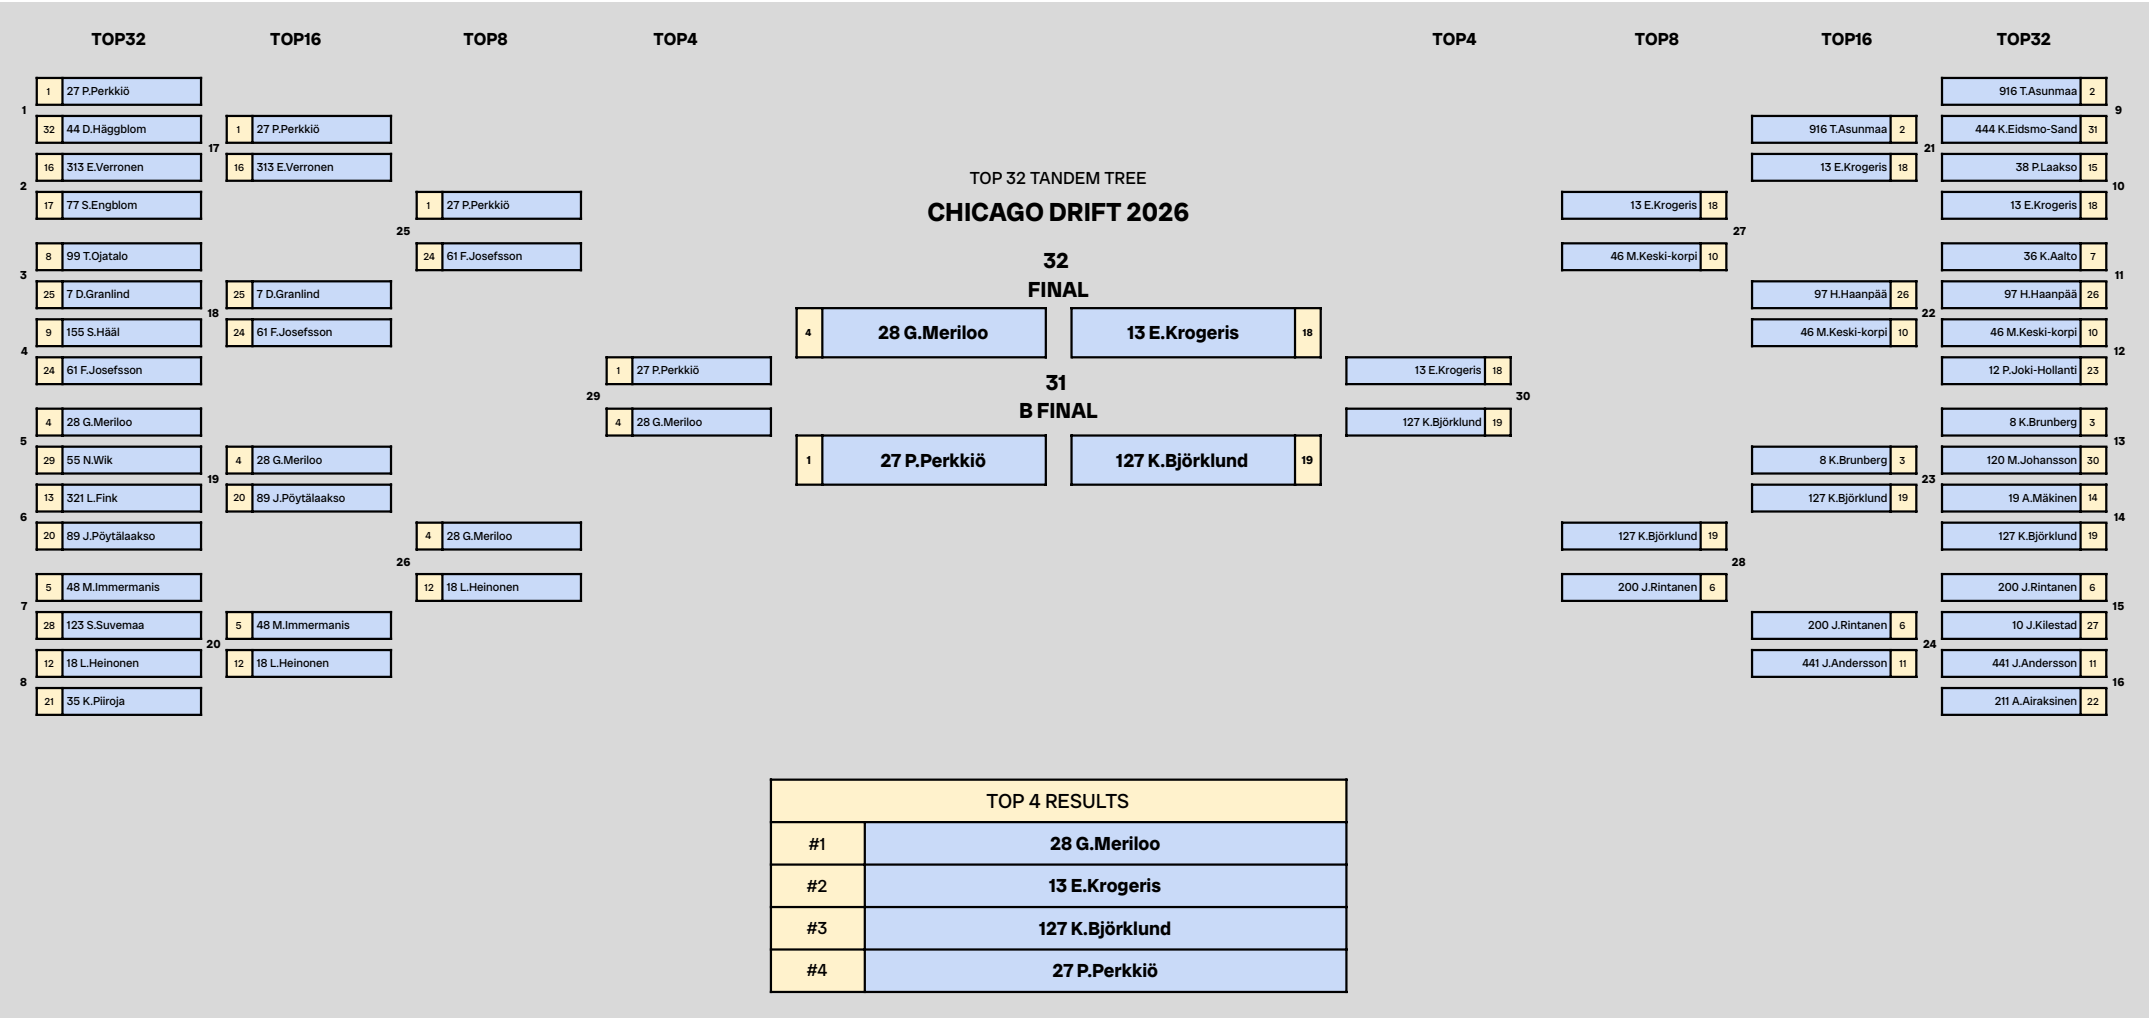 TOP32 TOP16 TOP8 TOP4 TOP4 TOP8 TOP16 TOP32
1 27 P.Perkkiö
1
32 44 D.Häggblom
16 313 E.Verronen
2
17 77 S.Engblom
8 99 T.Ojatalo
3
25 7 D.Granlind
9 155 S.Hääl
4
24 61 F.Josefsson
4 28 G.Meriloo
5
29 55 N.Wik
13 321 L.Fink
6
20 89 J.Pöytälaakso
5 48 M.Immermanis
7
28 123 S.Suvemaa
12 18 L.Heinonen
8
21 35 K.Piiroja
1 27 P.Perkkiö
17
16 313 E.Verronen
25 7 D.Granlind
18
24 61 F.Josefsson
4 28 G.Meriloo
19
20 89 J.Pöytälaakso
5 48 M.Immermanis
20
12 18 L.Heinonen
1 27 P.Perkkiö
25
24 61 F.Josefsson
4 28 G.Meriloo
26
12 18 L.Heinonen
1 27 P.Perkkiö
29
4 28 G.Meriloo
TOP 32 TANDEM TREE
CHICAGO DRIFT 2026
32
FINAL
4 28 G.Meriloo 13 E.Krogeris 18
31
B FINAL
1 27 P.Perkkiö 127 K.Björklund 19
13 E.Krogeris 18
30
127 K.Björklund 19
13 E.Krogeris 18
27
46 M.Keski-korpi 10
127 K.Björklund 19
28
200 J.Rintanen 6
916 T.Asunmaa 2
21
13 E.Krogeris 18
97 H.Haanpää 26
22
46 M.Keski-korpi 10
8 K.Brunberg 3
23
127 K.Björklund 19
200 J.Rintanen 6
24
441 J.Andersson 11
916 T.Asunmaa 2
9
444 K.Eidsmo-Sand 31
38 P.Laakso 15
10
13 E.Krogeris 18
36 K.Aalto 7
11
97 H.Haanpää 26
46 M.Keski-korpi 10
12
12 P.Joki-Hollanti 23
8 K.Brunberg 3
13
120 M.Johansson 30
19 A.Mäkinen 14
14
127 K.Björklund 19
200 J.Rintanen 6
15
10 J.Kilestad 27
441 J.Andersson 11
16
211 A.Airaksinen 22
TOP 4 RESULTS
#1 28 G.Meriloo
#2 13 E.Krogeris
#3 127 K.Björklund
#4 27 P.Perkkiö